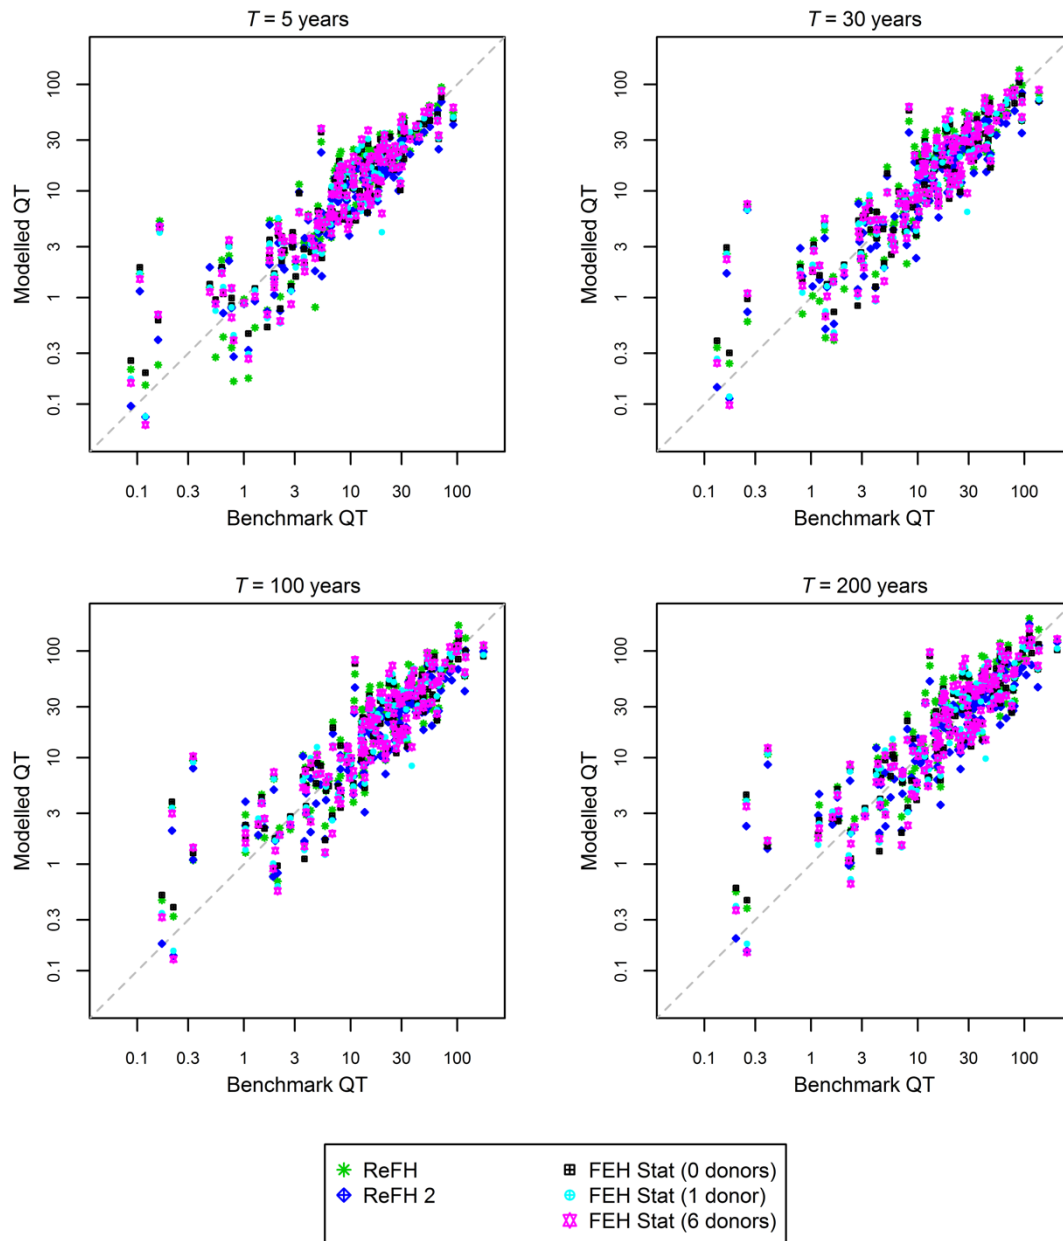 T = 5 years
T = 30 years
100
30
10
3
1
0.3
0.1
Modelled QT
0.1 0.3 1 3 10 30 100
Benchmark QT
100
30
10
3
1
0.3
0.1
Modelled QT
0.1 0.3 1 3 10 30 100
Benchmark QT
T = 100 years
T = 200 years
100
30
10
3
1
0.3
0.1
Modelled QT
0.1 0.3 1 3 10 30 100
Benchmark QT
100
30
10
3
1
0.3
0.1
Modelled QT
0.1 0.3 1 3 10 30 100
Benchmark QT
ReFH
ReFH 2
FEH Stat (0 donors)
FEH Stat (1 donor)
FEH Stat (6 donors)